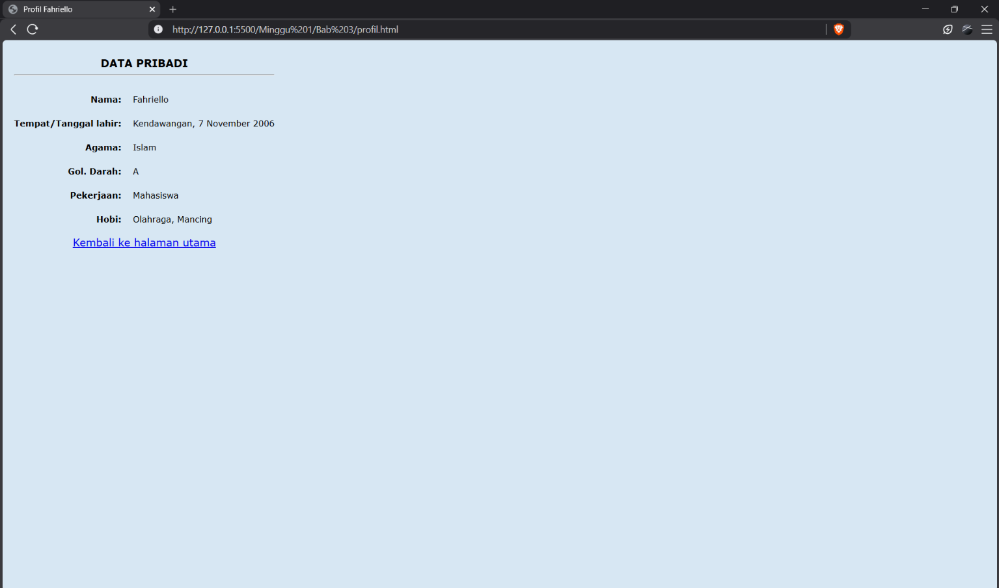 Profil Fahriello
http://127.0.0.1:5500/Minggu%201/Bab%203/profil.html
DATA PRIBADI
Nama: Fahriello
Tempat/Tanggal lahir: Kendawangan, 7 November 2006
Agama: Islam
Gol. Darah: A
Pekerjaan: Mahasiswa
Hobi: Olahraga, Mancing
Kembali ke halaman utama